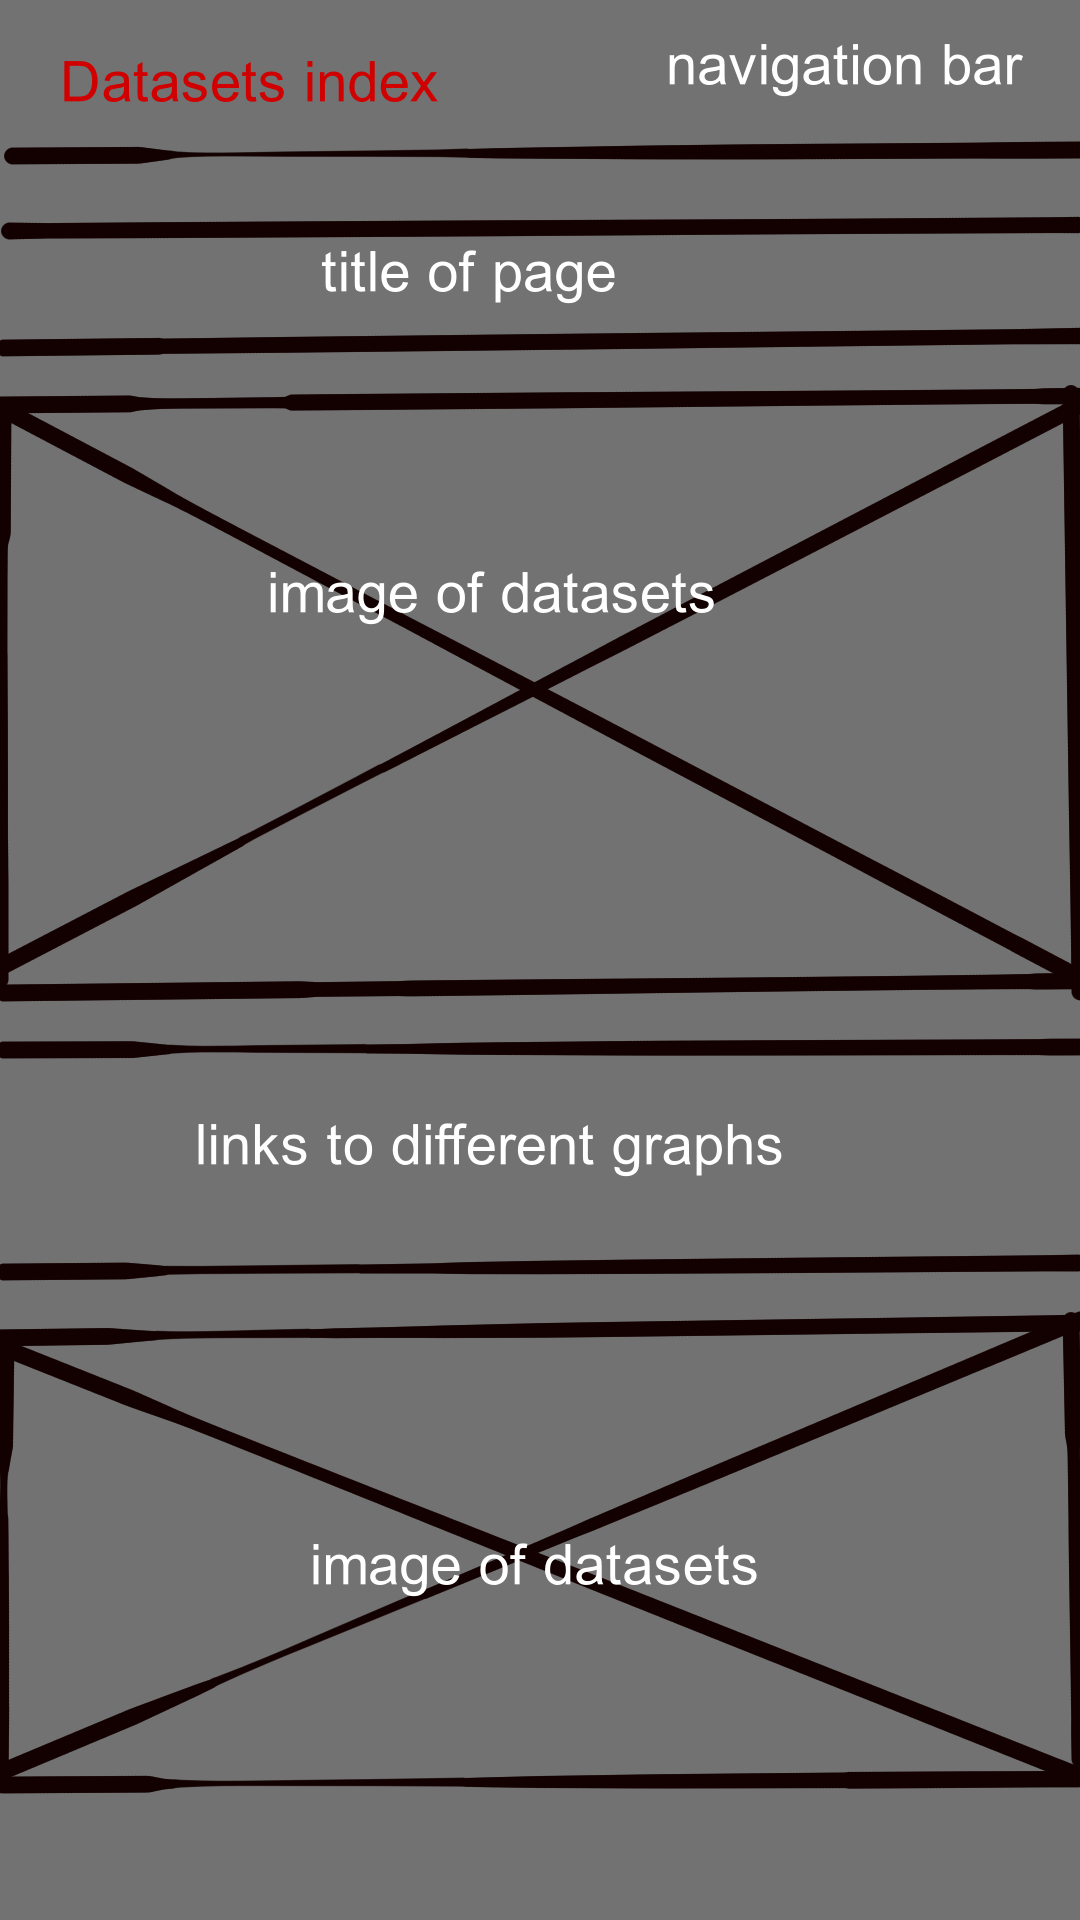 Datasets index
navigation bar
title of page
image of datasets
links to different graphs
image of datasets